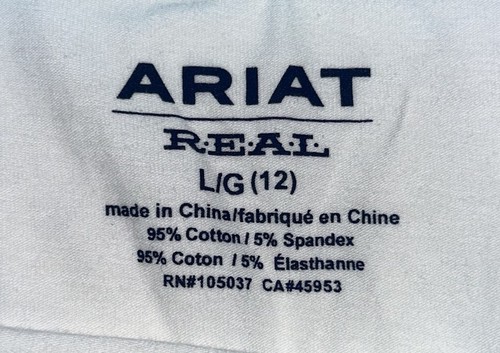 ARIAT
R·E·A·L
L/G (12)
made in China/fabriqué en Chine
95% Cotton / 5% Spandex
95% Coton / 5% Élasthanne
RN#105037 CA#45953